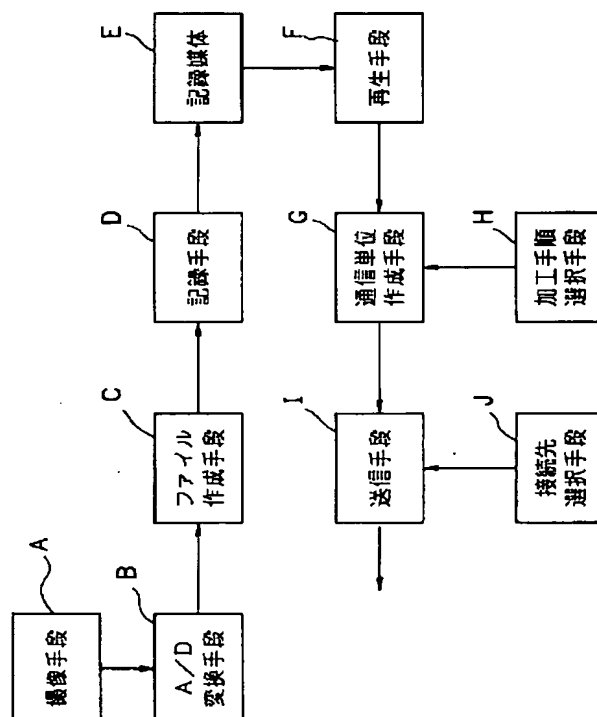 A
撮像手段
B
A/D
変換手段
C
ファイル
作成手段
D
記録手段
E
記録媒体
F
再生手段
G
通信単位
作成手段
H
加工手順
選択手段
I
送信手段
J
接続先
選択手段